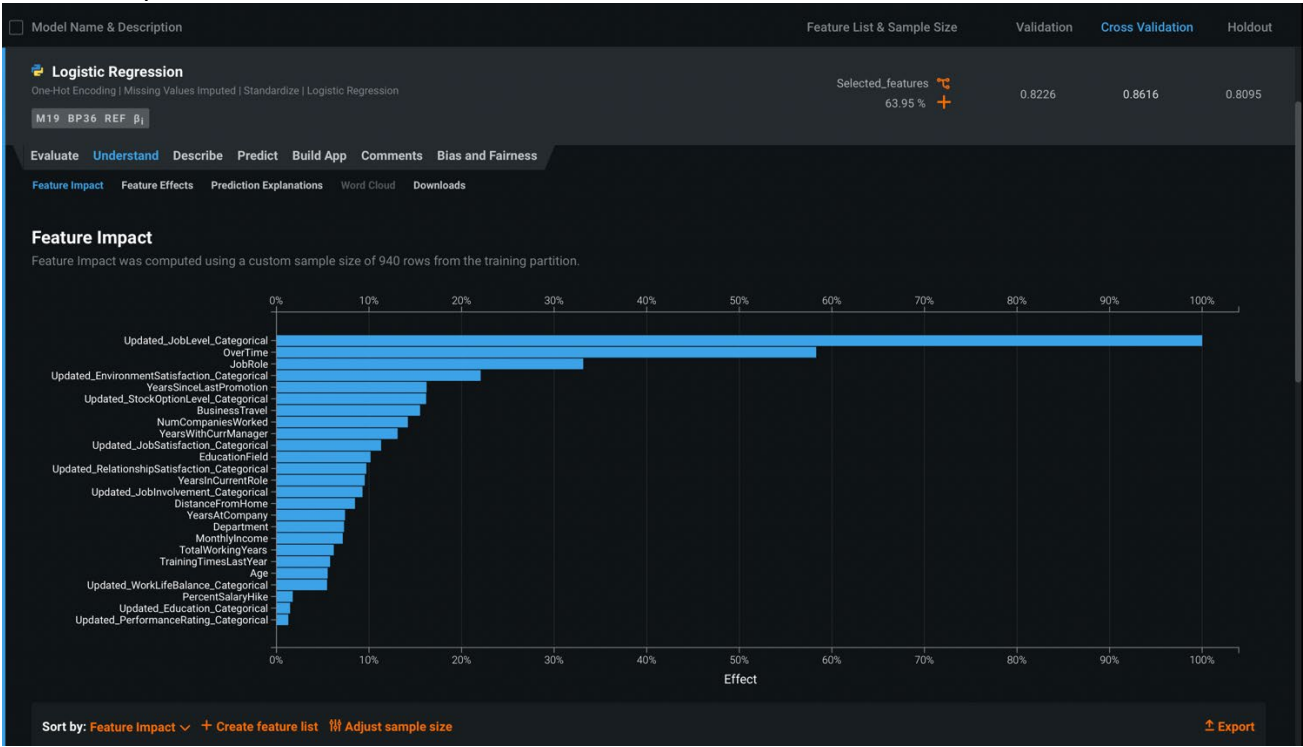 Model Name & Description Feature List & Sample Size Validation Cross Validation Holdout
Logistic Regression
One-Hot Encoding | Missing Values Imputed | Standardize | Logistic Regression
Selected_features
63.95 % + 0.8226 0.8616 0.8095
M19 BP36 REF βi
Evaluate Understand Describe Predict Build App Comments Bias and Fairness
Feature Impact Feature Effects Prediction Explanations Word Cloud Downloads
Feature Impact
Feature Impact was computed using a custom sample size of 940 rows from the training partition.
0% 10% 20% 30% 40% 50% 60% 70% 80% 90% 100%
Updated_JobLevel_Categorical
OverTime
JobRole
Updated_EnvironmentSatisfaction_Categorical
YearsSinceLastPromotion
Updated_StockOptionLevel_Categorical
BusinessTravel
NumCompaniesWorked
YearsWithCurrManager
Updated_JobSatisfaction_Categorical
EducationField
Updated_RelationshipSatisfaction_Categorical
YearsInCurrentRole
Updated_JobInvolvement_Categorical
DistanceFromHome
YearsAtCompany
Department
MonthlyIncome
TotalWorkingYears
TrainingTimesLastYear
Age
Updated_WorkLifeBalance_Categorical
PercentSalaryHike
Updated_Education_Categorical
Updated_PerformanceRating_Categorical
0% 10% 20% 30% 40% 50% 60% 70% 80% 90% 100%
Effect
Sort by: Feature Impact + Create feature list Adjust sample size Export